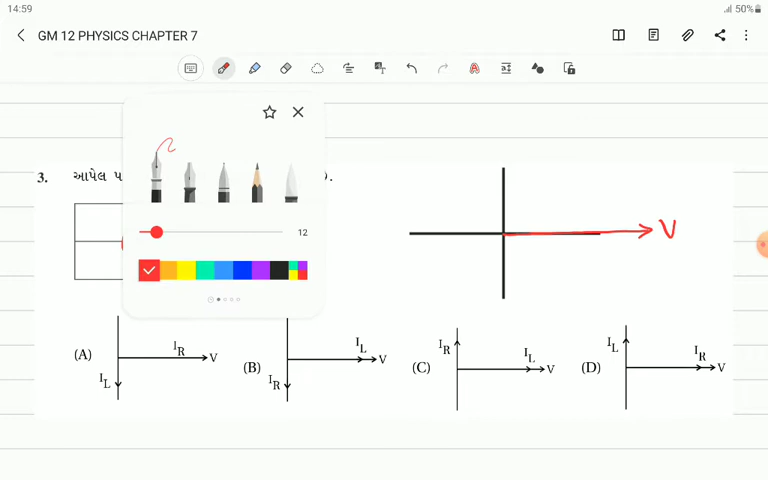 14:59 50%
GM 12 PHYSICS CHAPTER 7
3. આપેલ ).
V
12
(A) I_R V I_L
(B) I_L V I_R
(C) I_R I_L V
(D) I_L I_R V